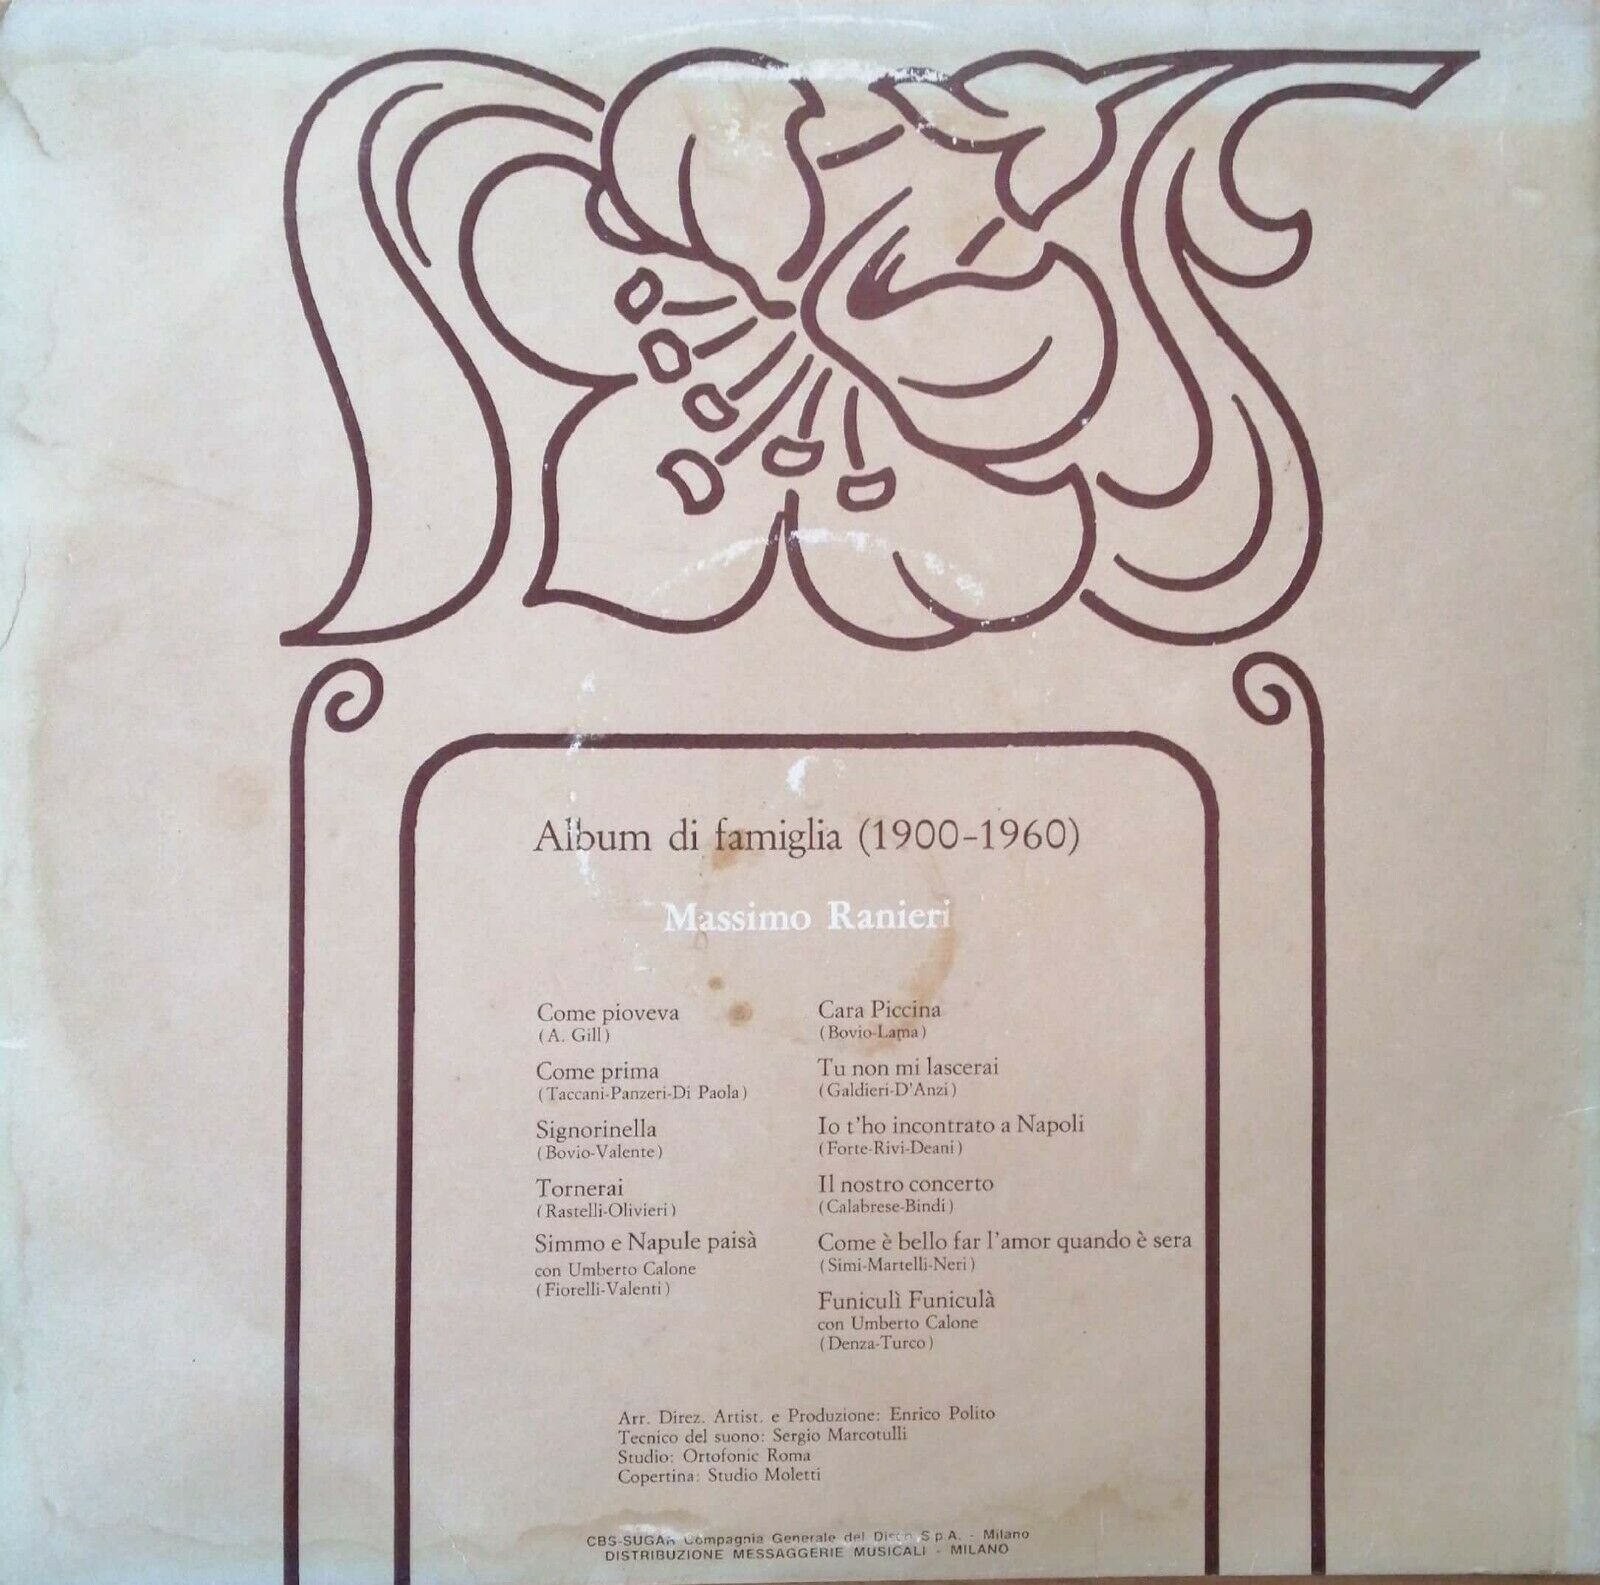 Album di famiglia (1900-1960)
Massimo Ranieri
Come pioveva
(A. Gill)
Come prima
(Taccani-Panzeri-Di Paola)
Signorinella
(Bovio-Valente)
Tornerai
(Rastelli-Olivieri)
Simmo e Napule paisà
con Umberto Calone
(Fiorelli-Valenti)
Cara Piccina
(Bovio-Lama)
Tu non mi lascerai
(Galdieri-D'Anzi)
Io t'ho incontrato a Napoli
(Forte-Rivi-Deani)
Il nostro concerto
(Calabrese-Bindi)
Come è bello far l'amor quando è sera
(Simi-Martelli-Neri)
Funiculì Funiculà
con Umberto Calone
(Denza-Turco)
Arr. Direz. Artist. e Produzione: Enrico Polito
Tecnico del suono: Sergio Marcotulli
Studio: Ortofonic Roma
Copertina: Studio Moletti
CBS-SUGAR Compagnia Generale del Disco S.p.A. - Milano
DISTRIBUZIONE MESSAGGERIE MUSICALI - MILANO